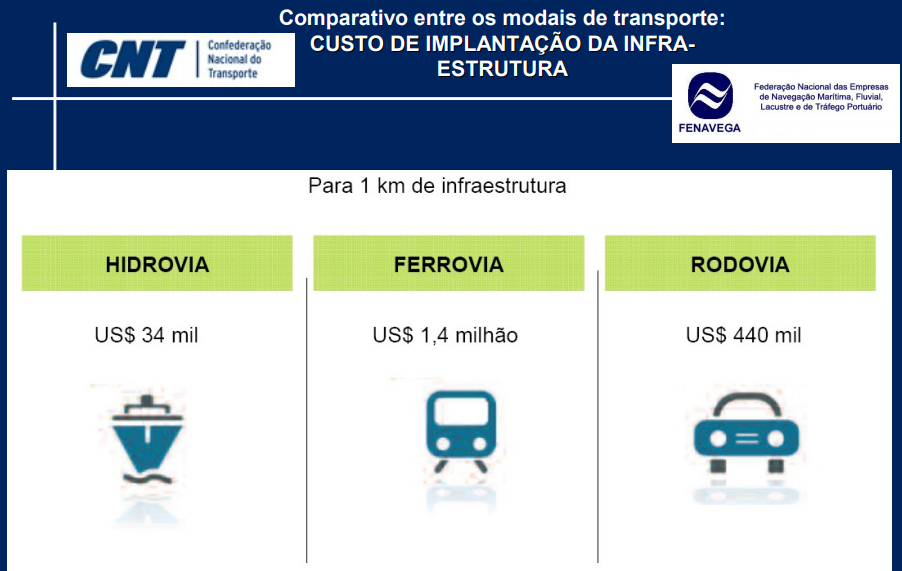 Comparativo entre os modais de transporte:
CUSTO DE IMPLANTAÇÃO DA INFRA-
ESTRUTURA
CNT
Confederação
Nacional do
Transporte
FENAVEGA
Federação Nacional das Empresas
de Navegação Marítima, Fluvial,
Lacustre e de Tráfego Portuário
Para 1 km de infraestrutura
HIDROVIA
FERROVIA
RODOVIA
US$ 34 mil
US$ 1,4 milhão
US$ 440 mil